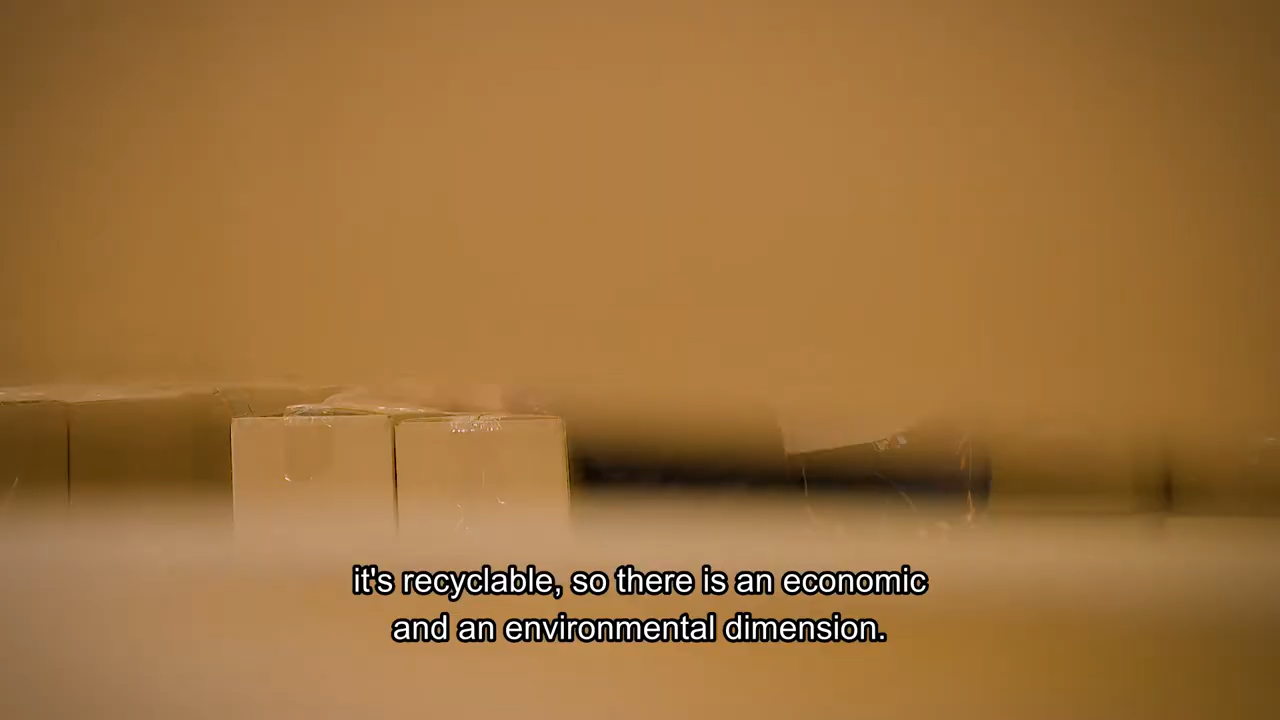 it's recyclable, so there is an economic
and an environmental dimension.